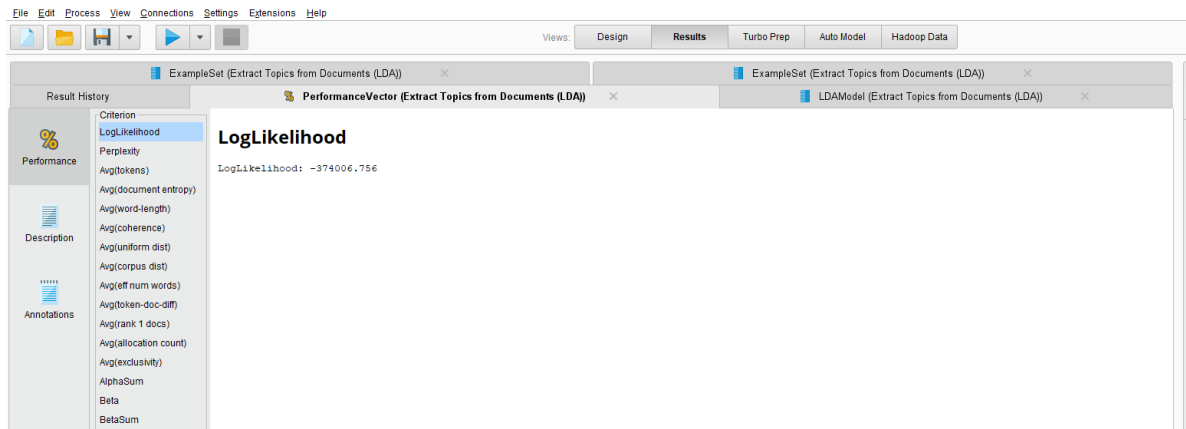 File Edit Process View Connections Settings Extensions Help
Views: Design Results Turbo Prep Auto Model Hadoop Data
ExampleSet (Extract Topics from Documents (LDA)) ExampleSet (Extract Topics from Documents (LDA))
Result History PerformanceVector (Extract Topics from Documents (LDA)) LDAModel (Extract Topics from Documents (LDA))
%
Performance
Description
Annotations
Criterion
LogLikelihood
Perplexity
Avg(tokens)
Avg(document entropy)
Avg(word-length)
Avg(coherence)
Avg(uniform dist)
Avg(corpus dist)
Avg(eff num words)
Avg(token-doc-diff)
Avg(rank 1 docs)
Avg(allocation count)
Avg(exclusivity)
AlphaSum
Beta
BetaSum
LogLikelihood
LogLikelihood: -374006.756